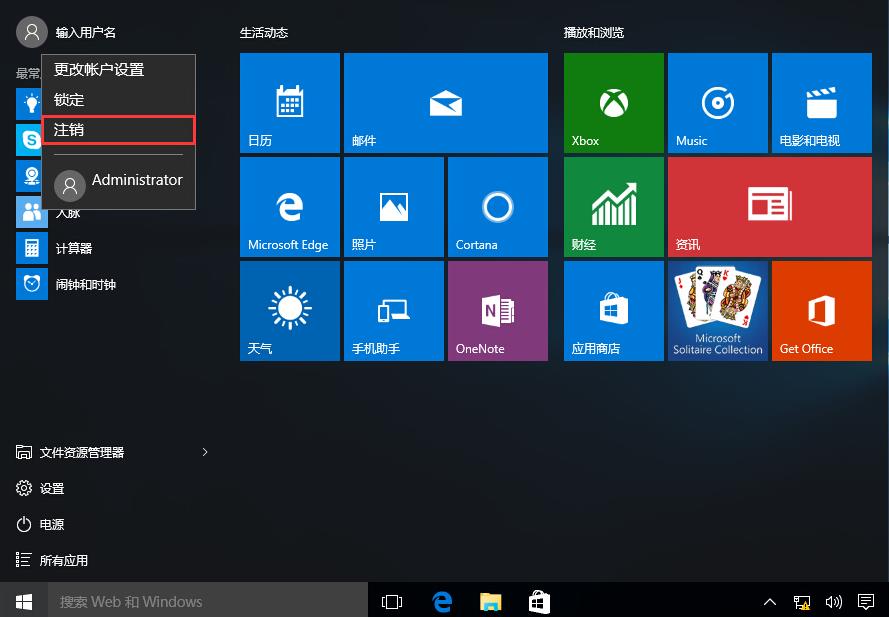 输入用户名
更改帐户设置
锁定
注销
Administrator
最常
人脉
计算器
闹钟和时钟
文件资源管理器
设置
电源
所有应用
生活动态
日历
邮件
Microsoft Edge
照片
Cortana
天气
手机助手
OneNote
播放和浏览
Xbox
Music
电影和电视
财经
资讯
应用商店
Microsoft
Solitaire Collection
Get Office
搜索 Web 和 Windows